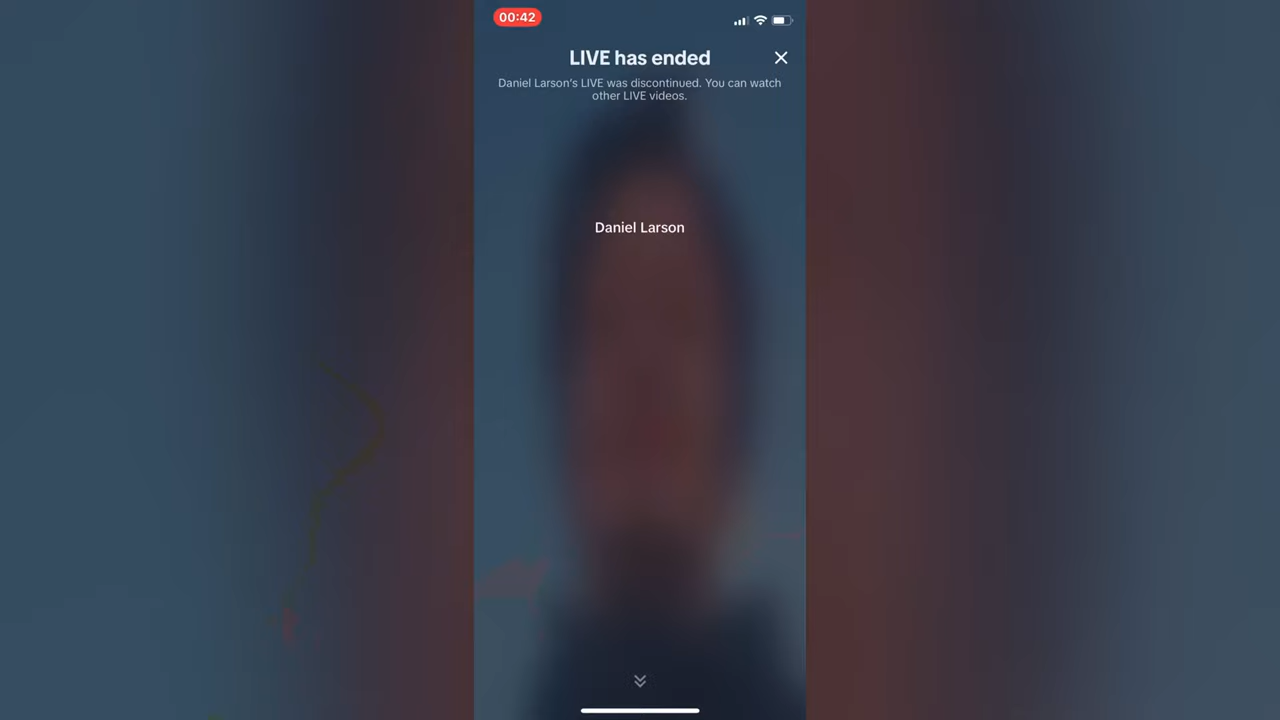 00:42
LIVE has ended
Daniel Larson's LIVE was discontinued. You can watch
other LIVE videos.
Daniel Larson